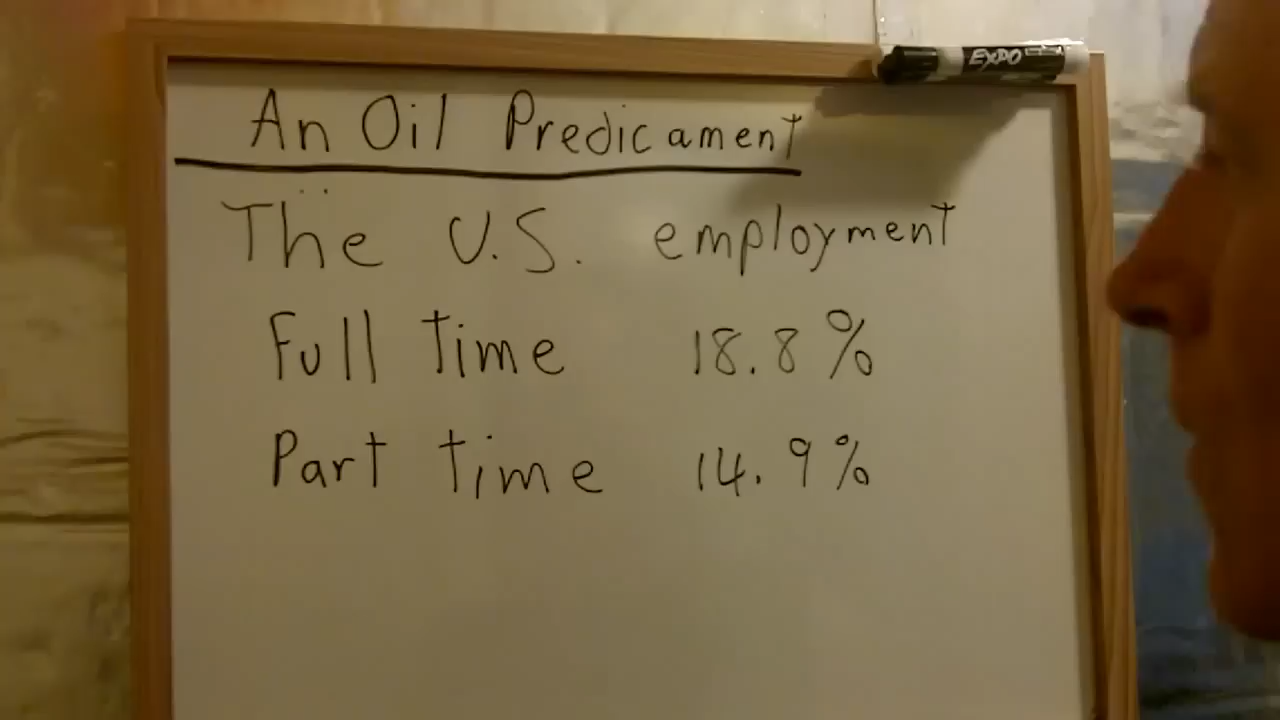 EXPO
An Oil Predicament
The U.S. employment
Full time 18.8%
Part time 14.9%